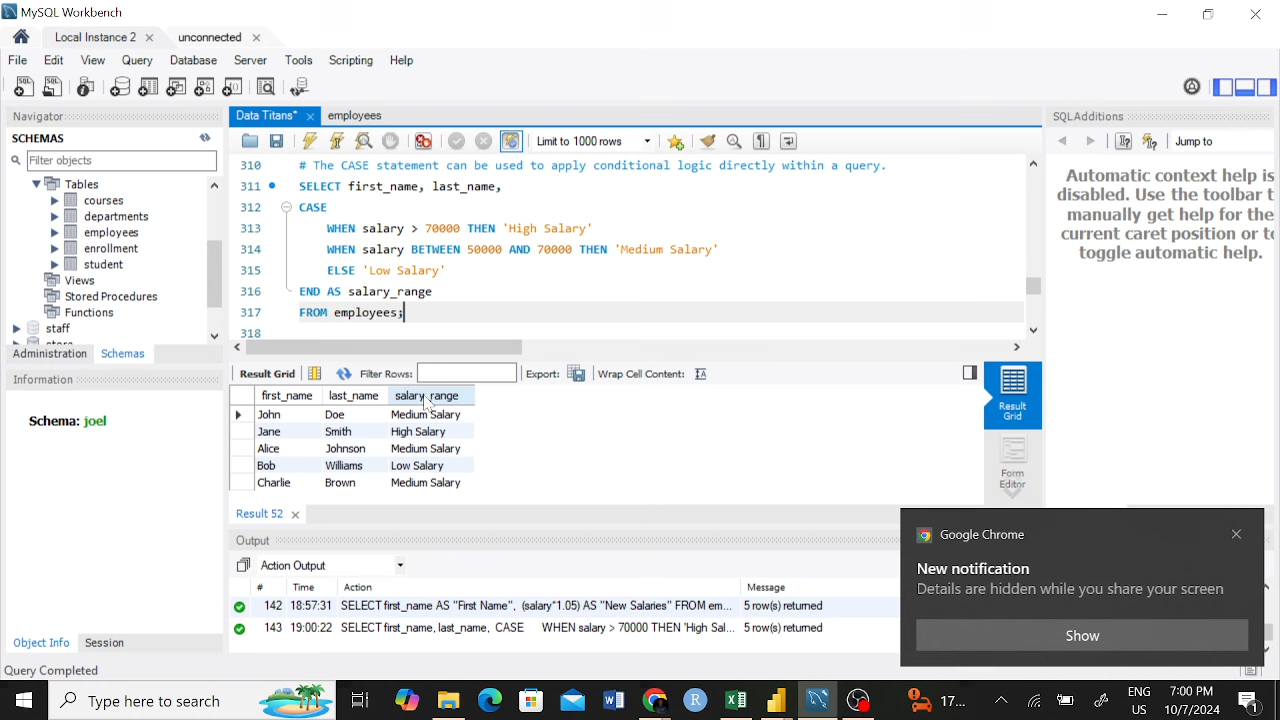 MySQL Workbench
Local Instance 2
unconnected
File Edit View Query Database Server Tools Scripting Help
Navigator
SCHEMAS
Filter objects
Tables
courses
departments
employees
enrollment
student
Views
Stored Procedures
Functions
staff
Administration Schemas
Information
Schema: joel
Object Info Session
Query Completed
Data Titans* employees
Limit to 1000 rows
310 # The CASE statement can be used to apply conditional logic directly within a query.
311 SELECT first_name, last_name,
312 CASE
313 WHEN salary > 70000 THEN 'High Salary'
314 WHEN salary BETWEEN 50000 AND 70000 THEN 'Medium Salary'
315 ELSE 'Low Salary'
316 END AS salary_range
317 FROM employees;
318
Result Grid Filter Rows: Export: Wrap Cell Content:
first_name last_name salary_range
John Doe Medium Salary
Jane Smith High Salary
Alice Johnson Medium Salary
Bob Williams Low Salary
Charlie Brown Medium Salary
Result Grid
Form Editor
Result 52
Output
Action Output
# Time Action Message
142 18:57:31 SELECT first_name AS "First Name", (salary*1.05) AS "New Salaries" FROM em... 5 row(s) returned
143 19:00:22 SELECT first_name, last_name, CASE WHEN salary > 70000 THEN 'High Sal... 5 row(s) returned
SQLAdditions
Jump to
Automatic context help is
disabled. Use the toolbar t
manually get help for the
current caret position or to
toggle automatic help.
Google Chrome
New notification
Details are hidden while you share your screen
Show
Type here to search
17...
ENG
US
7:00 PM
10/7/2024
1